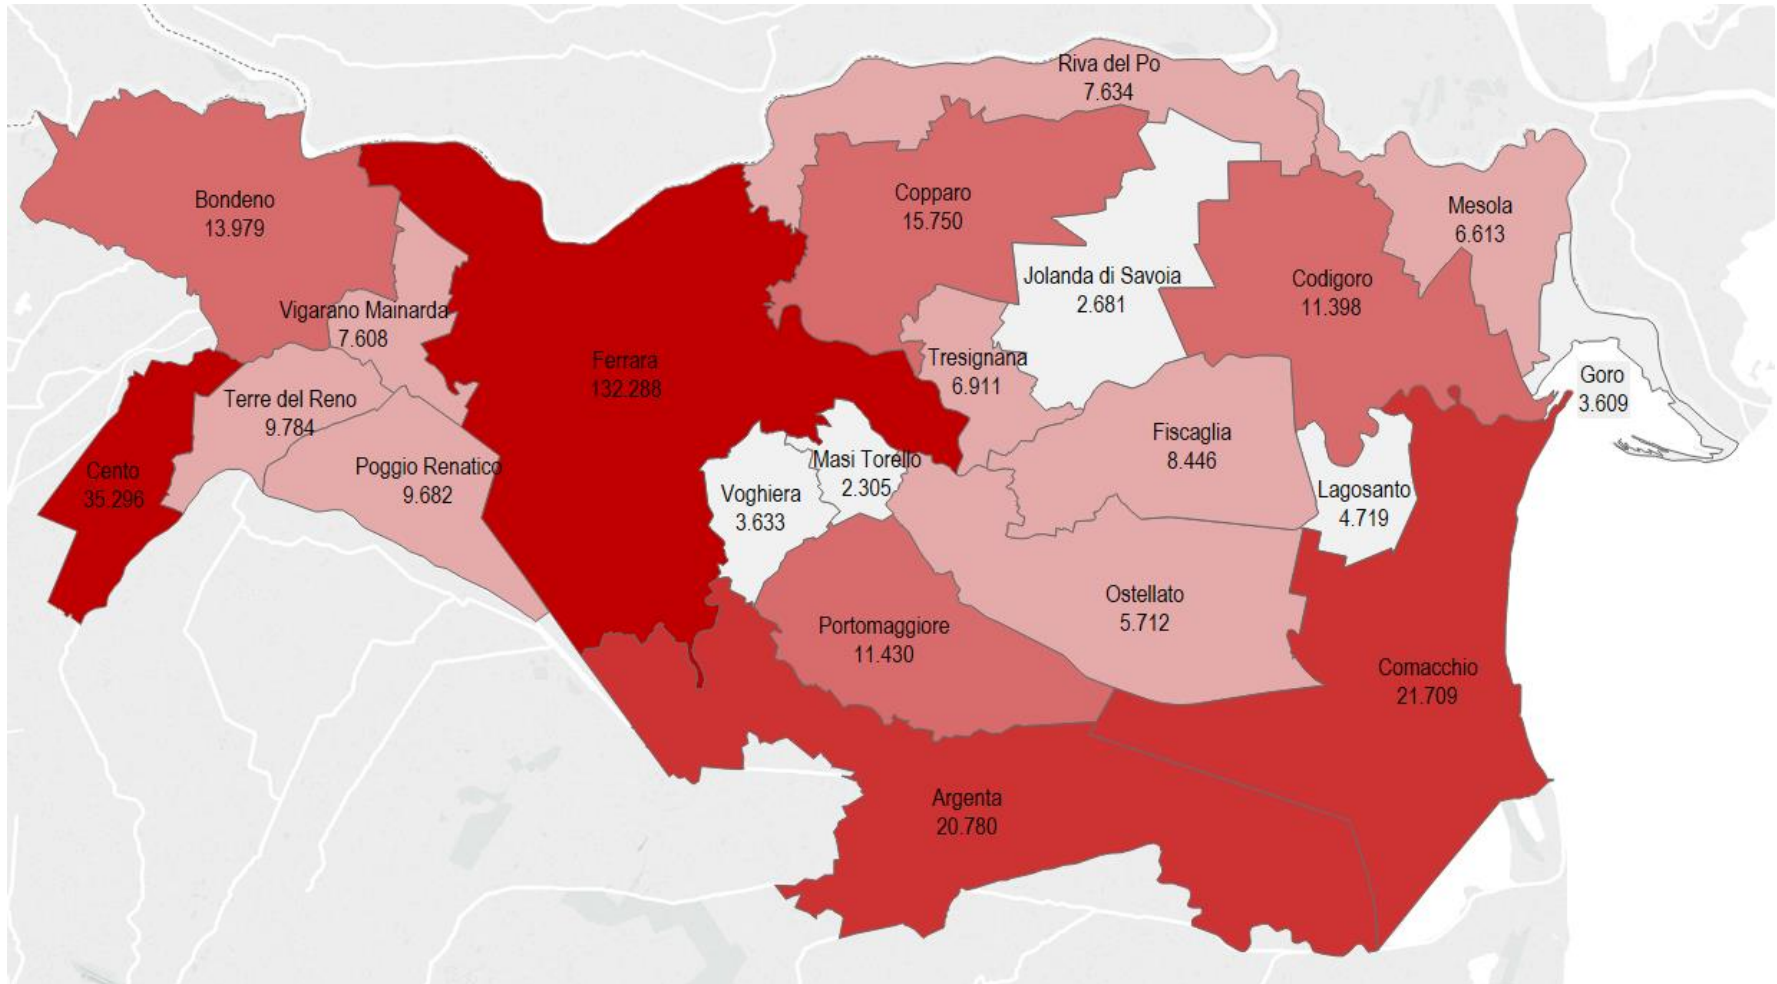 Riva del Po
7.634
Bondeno
13.979
Copparo
15.750
Mesola
6.613
Jolanda di Savoia
2.681
Codigoro
11.398
Vigarano Mainarda
7.608
Ferrara
132.288
Tresignana
6.911
Goro
3.609
Terre del Reno
9.784
Fiscaglia
8.446
Cento
35.296
Poggio Renatico
9.682
Masi Torello
2.305
Voghiera
3.633
Lagosanto
4.719
Ostellato
5.712
Portomaggiore
11.430
Comacchio
21.709
Argenta
20.780